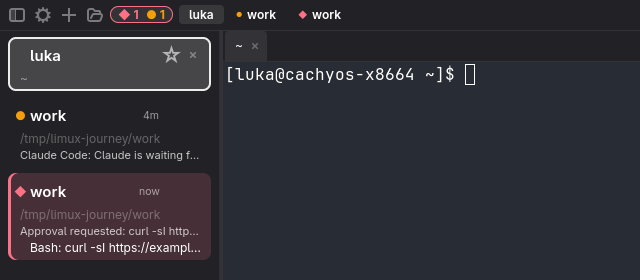 1 1 luka work work
luka
~
work 4m
/tmp/limux-journey/work
Claude Code: Claude is waiting f...
work now
/tmp/limux-journey/work
Approval requested: curl -sI http...
Bash: curl -sI https://exampl...
~ ×
[luka@cachyos-x8664 ~]$